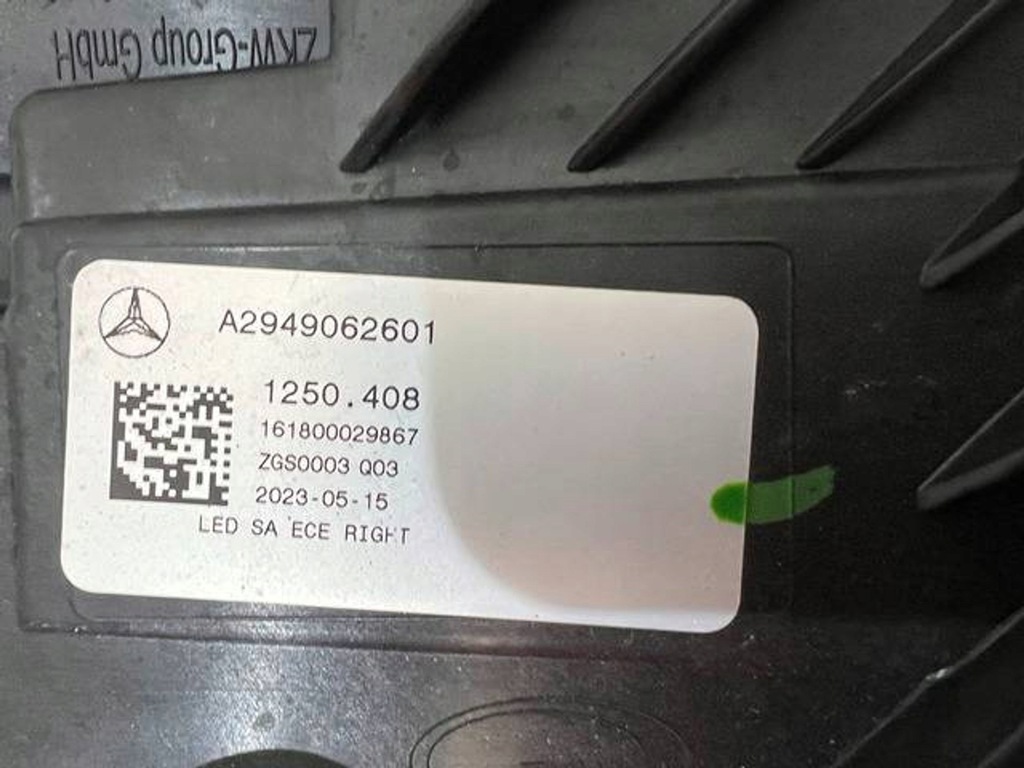 ZKW-Group GmbH
A2949062601
1250.408
161800029867
ZGS0003 Q03
2023-05-15
LED SA ECE RIGHT